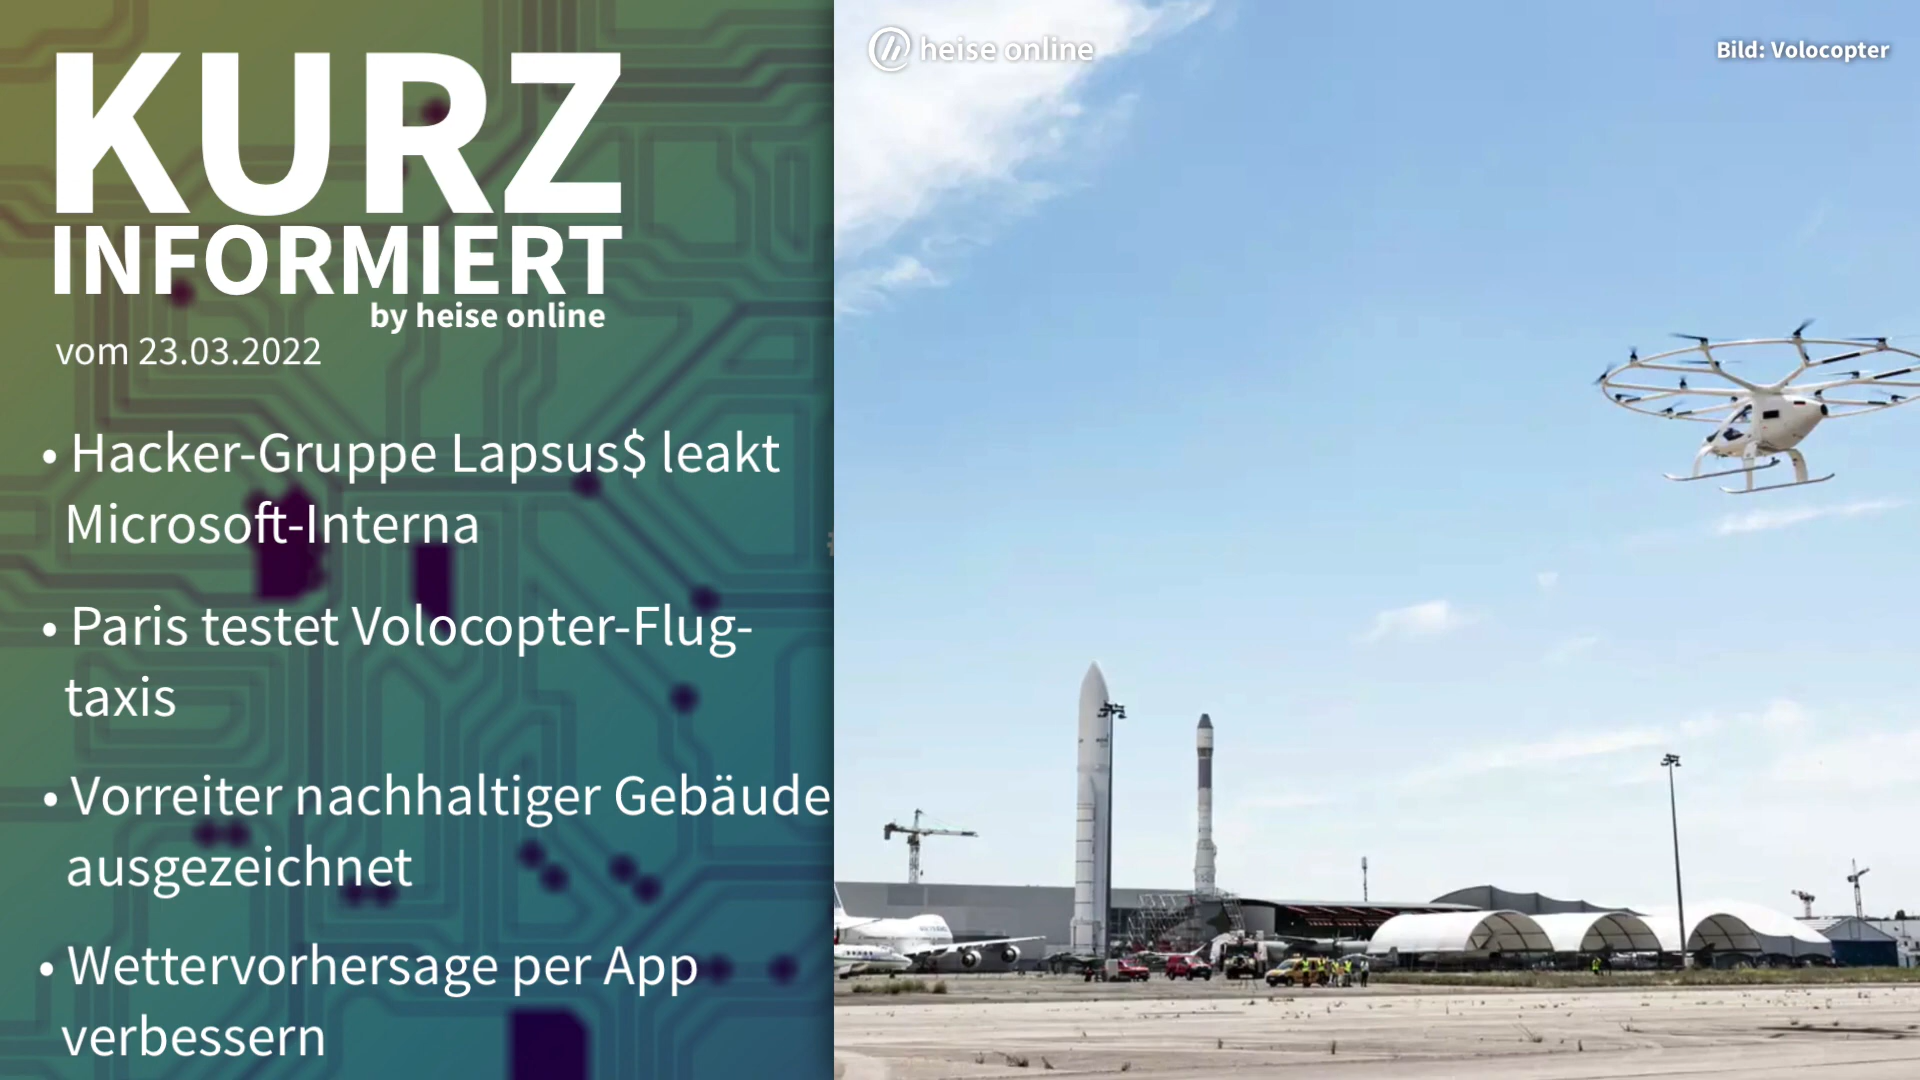 KURZ
INFORMIERT
by heise online
vom 23.03.2022
• Hacker-Gruppe Lapsus$ leakt
Microsoft-Interna
• Paris testet Volocopter-Flug-
taxis
• Vorreiter nachhaltiger Gebäude
ausgezeichnet
• Wettervorhersage per App
verbessern
heise online
Bild: Volocopter